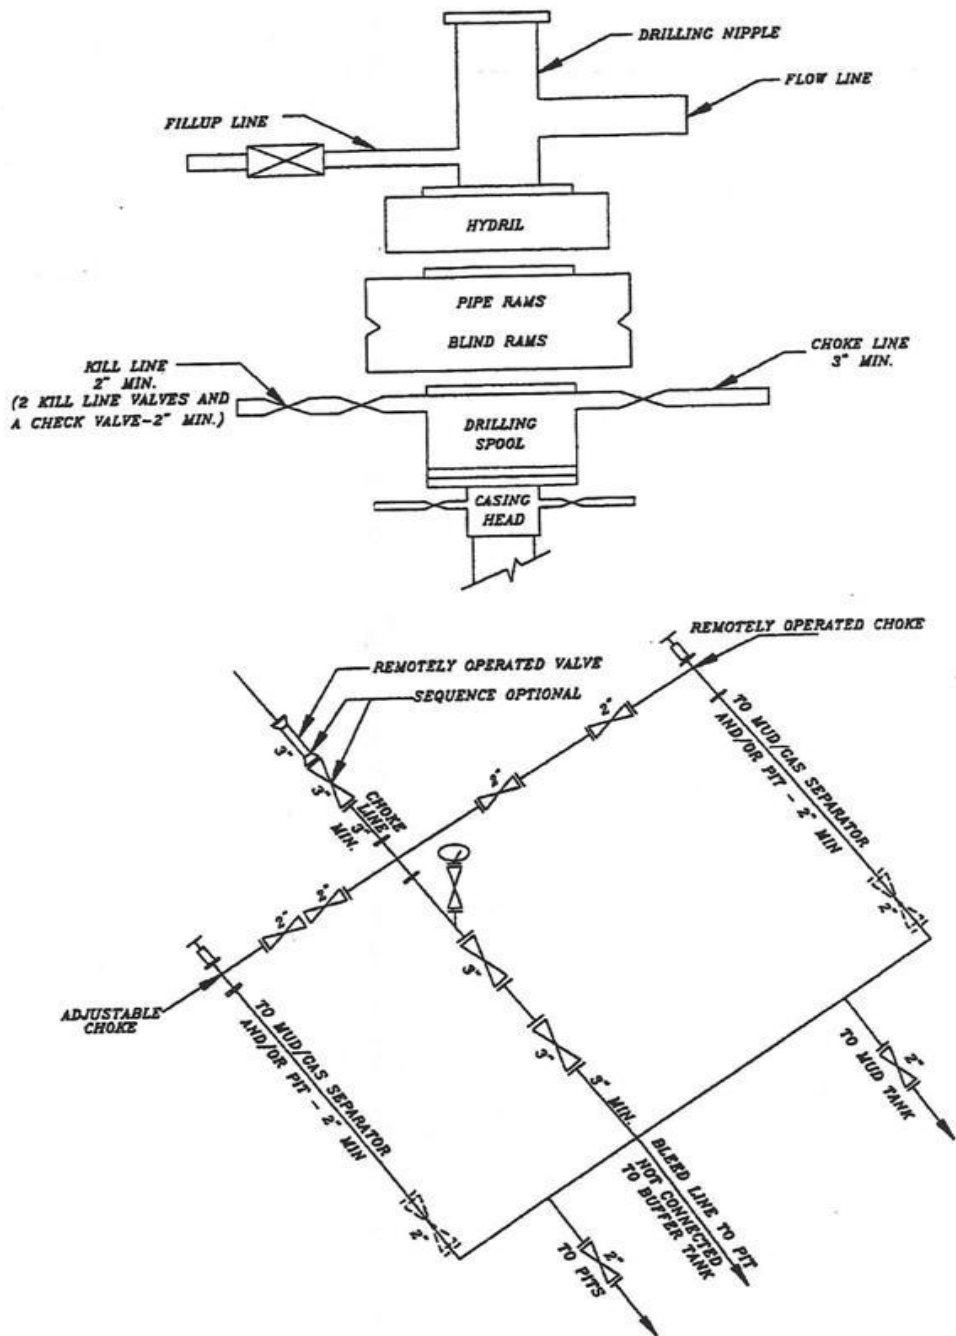 DRILLING NIPPLE
FLOW LINE
FILLUP LINE
HYDRIL
PIPE RAMS
BLIND RAMS
KILL LINE
2" MIN.
(2 KILL LINE VALVES AND
A CHECK VALVE-2" MIN.)
CHOKE LINE
3" MIN.
DRILLING
SPOOL
CASING
HEAD
REMOTELY OPERATED CHOKE
REMOTELY OPERATED VALVE
SEQUENCE OPTIONAL
3"
3"
CHOKE
LINE
3"
MIN.
2"
2"
2"
2"
TO MUD/GAS SEPARATOR
AND/OR PIT - 2" MIN
2"
ADJUSTABLE
CHOKE
TO MUD/GAS SEPARATOR
AND/OR PIT - 2" MIN
2"
3"
3"
3" MIN.
BLEED LINE TO PIT
NOT CONNECTED
TO BUFFER TANK
2"
TO MUD TANK
2"
TO PITS